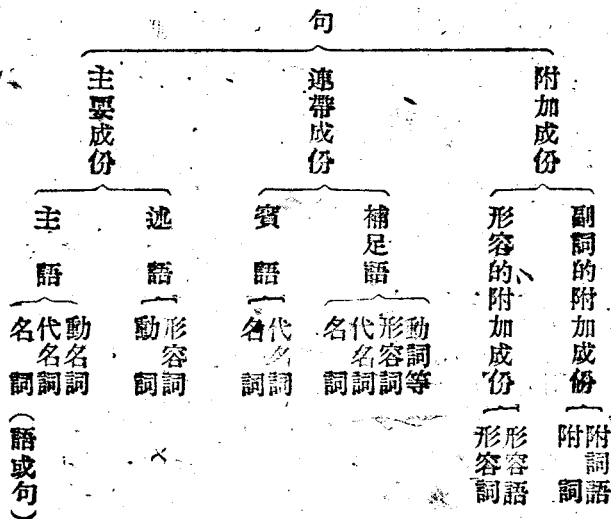 句
主要成份
連帶成份
附加成份
主語
述語
賓語
補足語
形容的附加成份
副詞的附加成份
名詞（語或句）
代名詞
動名詞
動詞
形容詞
名詞
代名詞
名詞
代名詞
形容詞
動詞等
形容詞
形容語
附詞
附詞語